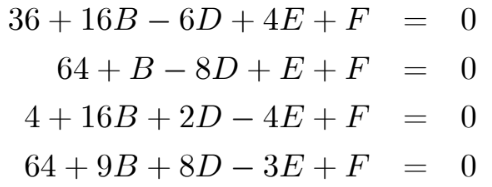 36 + 16B − 6D + 4E + F = 0
64 + B − 8D + E + F = 0
4 + 16B + 2D − 4E + F = 0
64 + 9B + 8D − 3E + F = 0